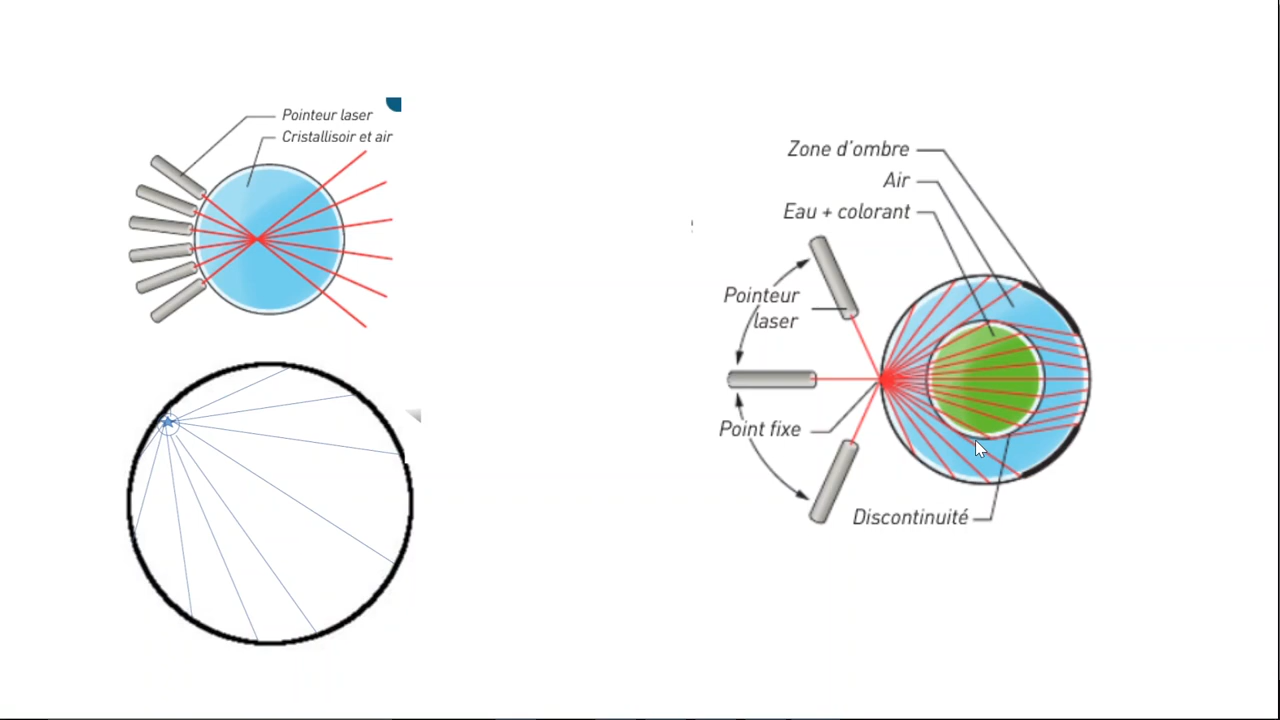 Pointeur laser
Cristallisoir et air
Zone d'ombre
Air
Eau + colorant
Pointeur
laser
Point fixe
Discontinuité